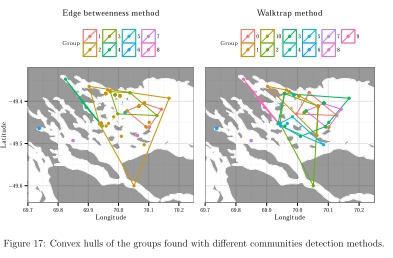 Edge betweenness method
Walktrap method
Group
1 3 5 7
2 4 6 8
Group
0 10 3 5 7 9
1 2 4 6 8
Latitude
-49.4
-49.5
-49.6
69.7 69.8 69.9 70.0 70.1 70.2
69.7 69.8 69.9 70.0 70.1 70.2
Longitude
Longitude
Figure 17: Convex hulls of the groups found with different communities detection methods.